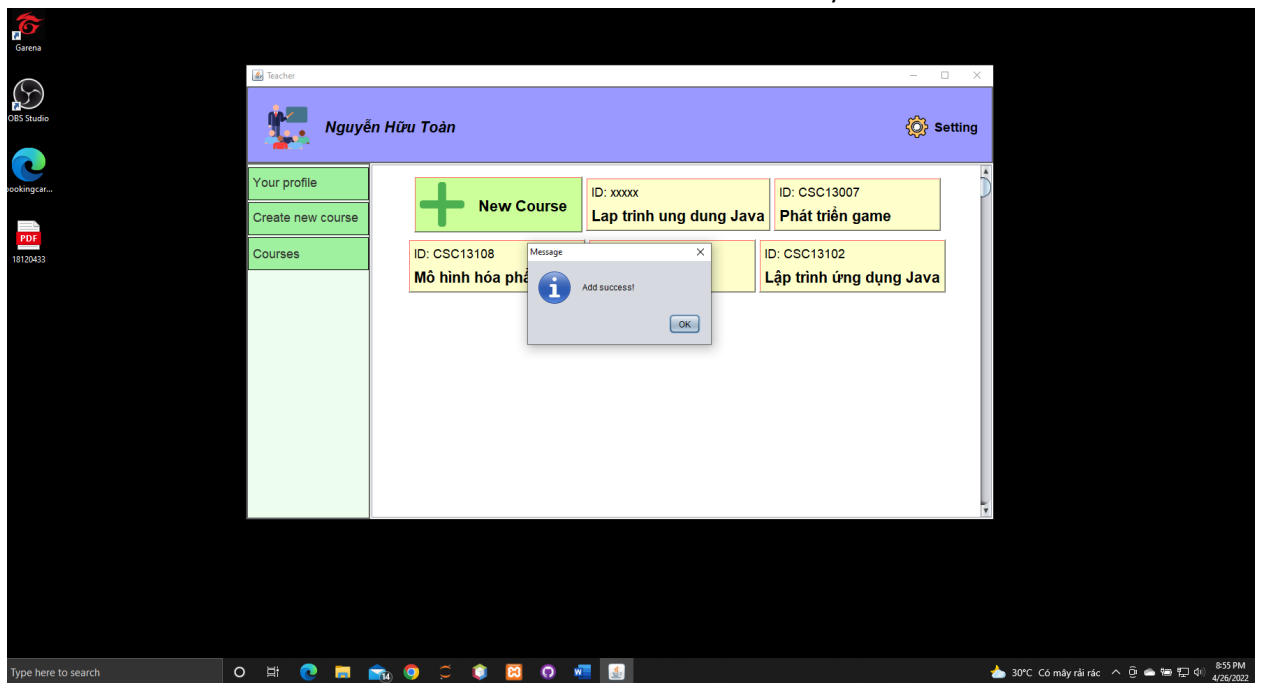 Garena
OBS Studio
bookingcar...
PDF
18120433
Teacher
Nguyễn Hữu Toàn
Setting
Your profile
Create new course
Courses
New Course
ID: xxxxx
Lap trinh ung dung Java
ID: CSC13007
Phát triển game
ID: CSC13108
Mô hình hóa
ID: CSC13102
Lập trình ứng dụng Java
Message
Add success!
OK
Type here to search
30°C Có mây rải rác
8:55 PM
4/26/2022